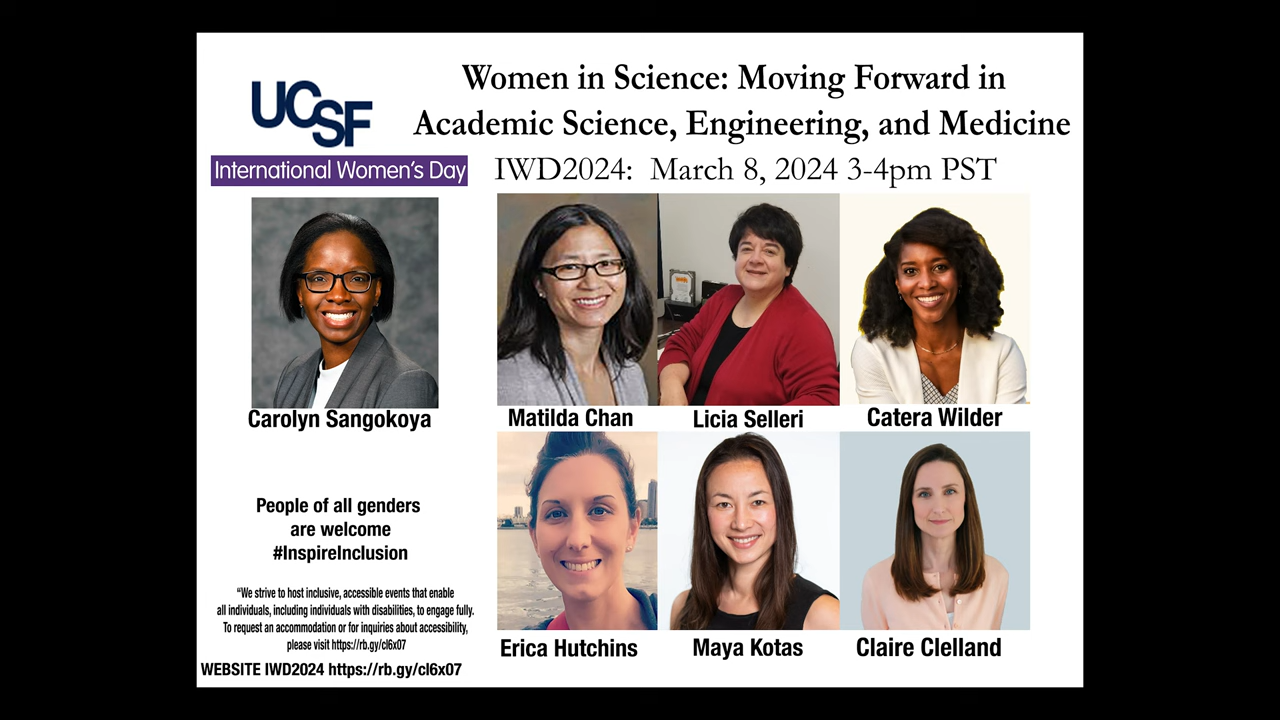 UCSF
International Women's Day
Women in Science: Moving Forward in
Academic Science, Engineering, and Medicine
IWD2024: March 8, 2024 3-4pm PST
Carolyn Sangokoya
Matilda Chan
Licia Selleri
Catera Wilder
Erica Hutchins
Maya Kotas
Claire Clelland
People of all genders
are welcome
#InspireInclusion
“We strive to host inclusive, accessible events that enable
all individuals, including individuals with disabilities, to engage fully.
To request an accommodation or for inquiries about accessibility,
please visit https://rb.gy/cl6x07
WEBSITE IWD2024 https://rb.gy/cl6x07